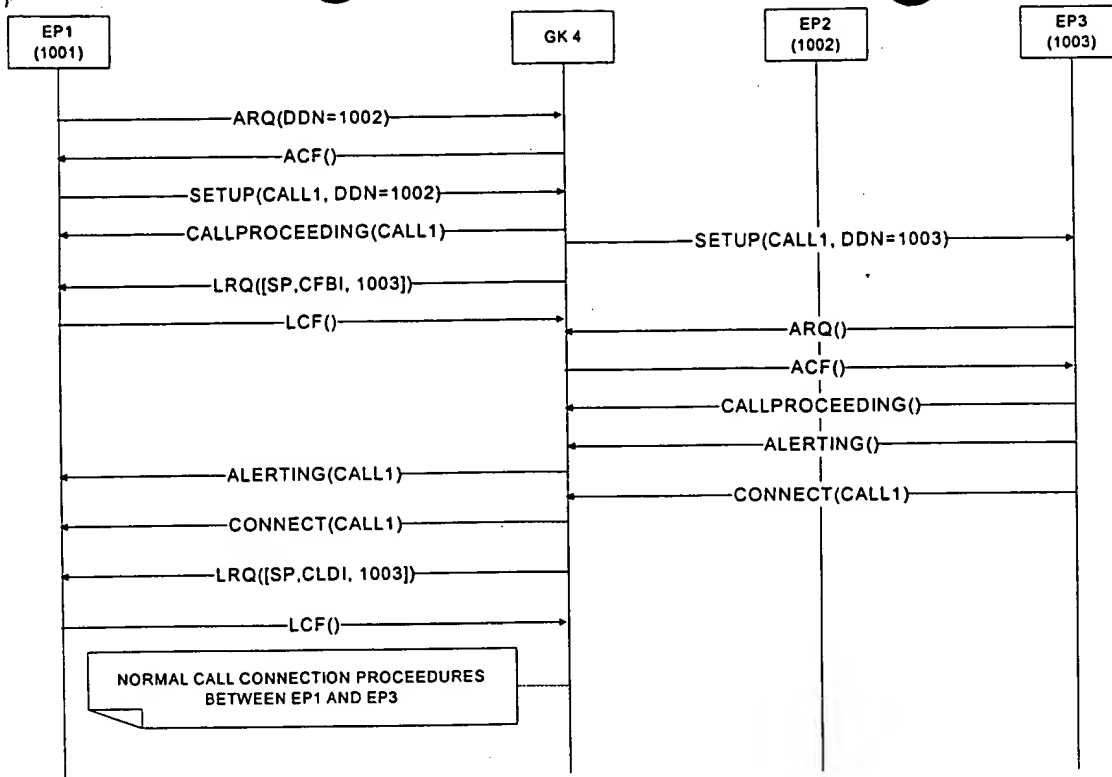 EP1
(1001)
GK 4
EP2
(1002)
EP3
(1003)
ARQ(DDN=1002)
ACF()
SETUP(CALL1, DDN=1002)
CALLPROCEEDING(CALL1)
SETUP(CALL1, DDN=1003)
LRQ([SP,CFBI, 1003])
LCF()
ARQ()
ACF()
CALLPROCEEDING()
ALERTING()
ALERTING(CALL1)
CONNECT(CALL1)
CONNECT(CALL1)
LRQ([SP,CLDI, 1003])
LCF()
NORMAL CALL CONNECTION PROCEEDURES
BETWEEN EP1 AND EP3